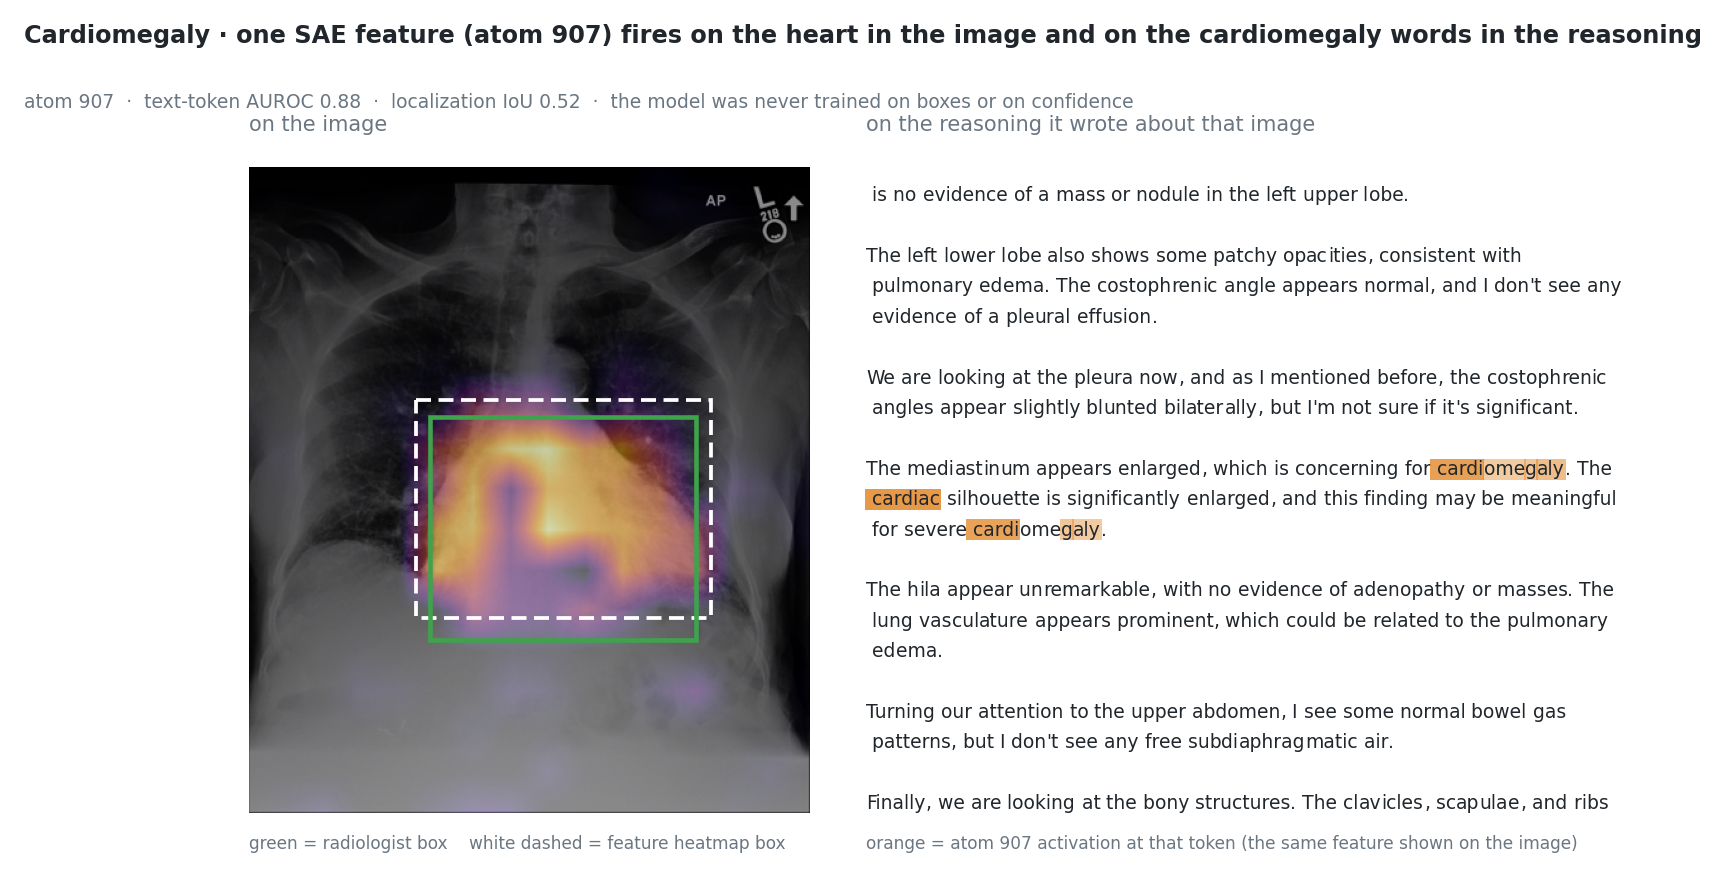 Cardiomegaly · one SAE feature (atom 907) fires on the heart in the image and on the cardiomegaly words in the reasoning
atom 907 · text-token AUROC 0.88 · localization IoU 0.52 · the model was never trained on boxes or on confidence
on the image
AP
L
21B
green = radiologist box white dashed = feature heatmap box
on the reasoning it wrote about that image
is no evidence of a mass or nodule in the left upper lobe.
The left lower lobe also shows some patchy opacities, consistent with
pulmonary edema. The costophrenic angle appears normal, and I don't see any
evidence of a pleural effusion.
We are looking at the pleura now, and as I mentioned before, the costophrenic
angles appear slightly blunted bilaterally, but I'm not sure if it's significant.
The mediastinum appears enlarged, which is concerning for cardiomegaly. The
cardiac silhouette is significantly enlarged, and this finding may be meaningful
for severe cardiomegaly.
The hila appear unremarkable, with no evidence of adenopathy or masses. The
lung vasculature appears prominent, which could be related to the pulmonary
edema.
Turning our attention to the upper abdomen, I see some normal bowel gas
patterns, but I don't see any free subdiaphragmatic air.
Finally, we are looking at the bony structures. The clavicles, scapulae, and ribs
orange = atom 907 activation at that token (the same feature shown on the image)